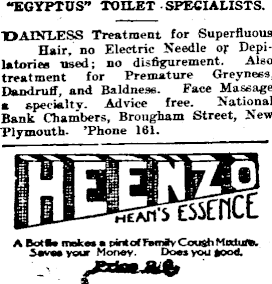 "EGYPTUS" TOILET SPECIALISTS.
PAINLESS Treatment for Superfluous
Hair, no Electric Needle or Depi-
latories used; no disfigurement. Also
treatment for Premature Greyness,
Dandruff, and Baldness. Face Massage
a specialty. Advice free. National
Bank Chambers, Brougham Street, New
Plymouth. 'Phone 161.
HEENZO
HEAN'S ESSENCE
A Bottle makes a pint of Family Cough Mixture.
Saves your Money. Does you good.
Price